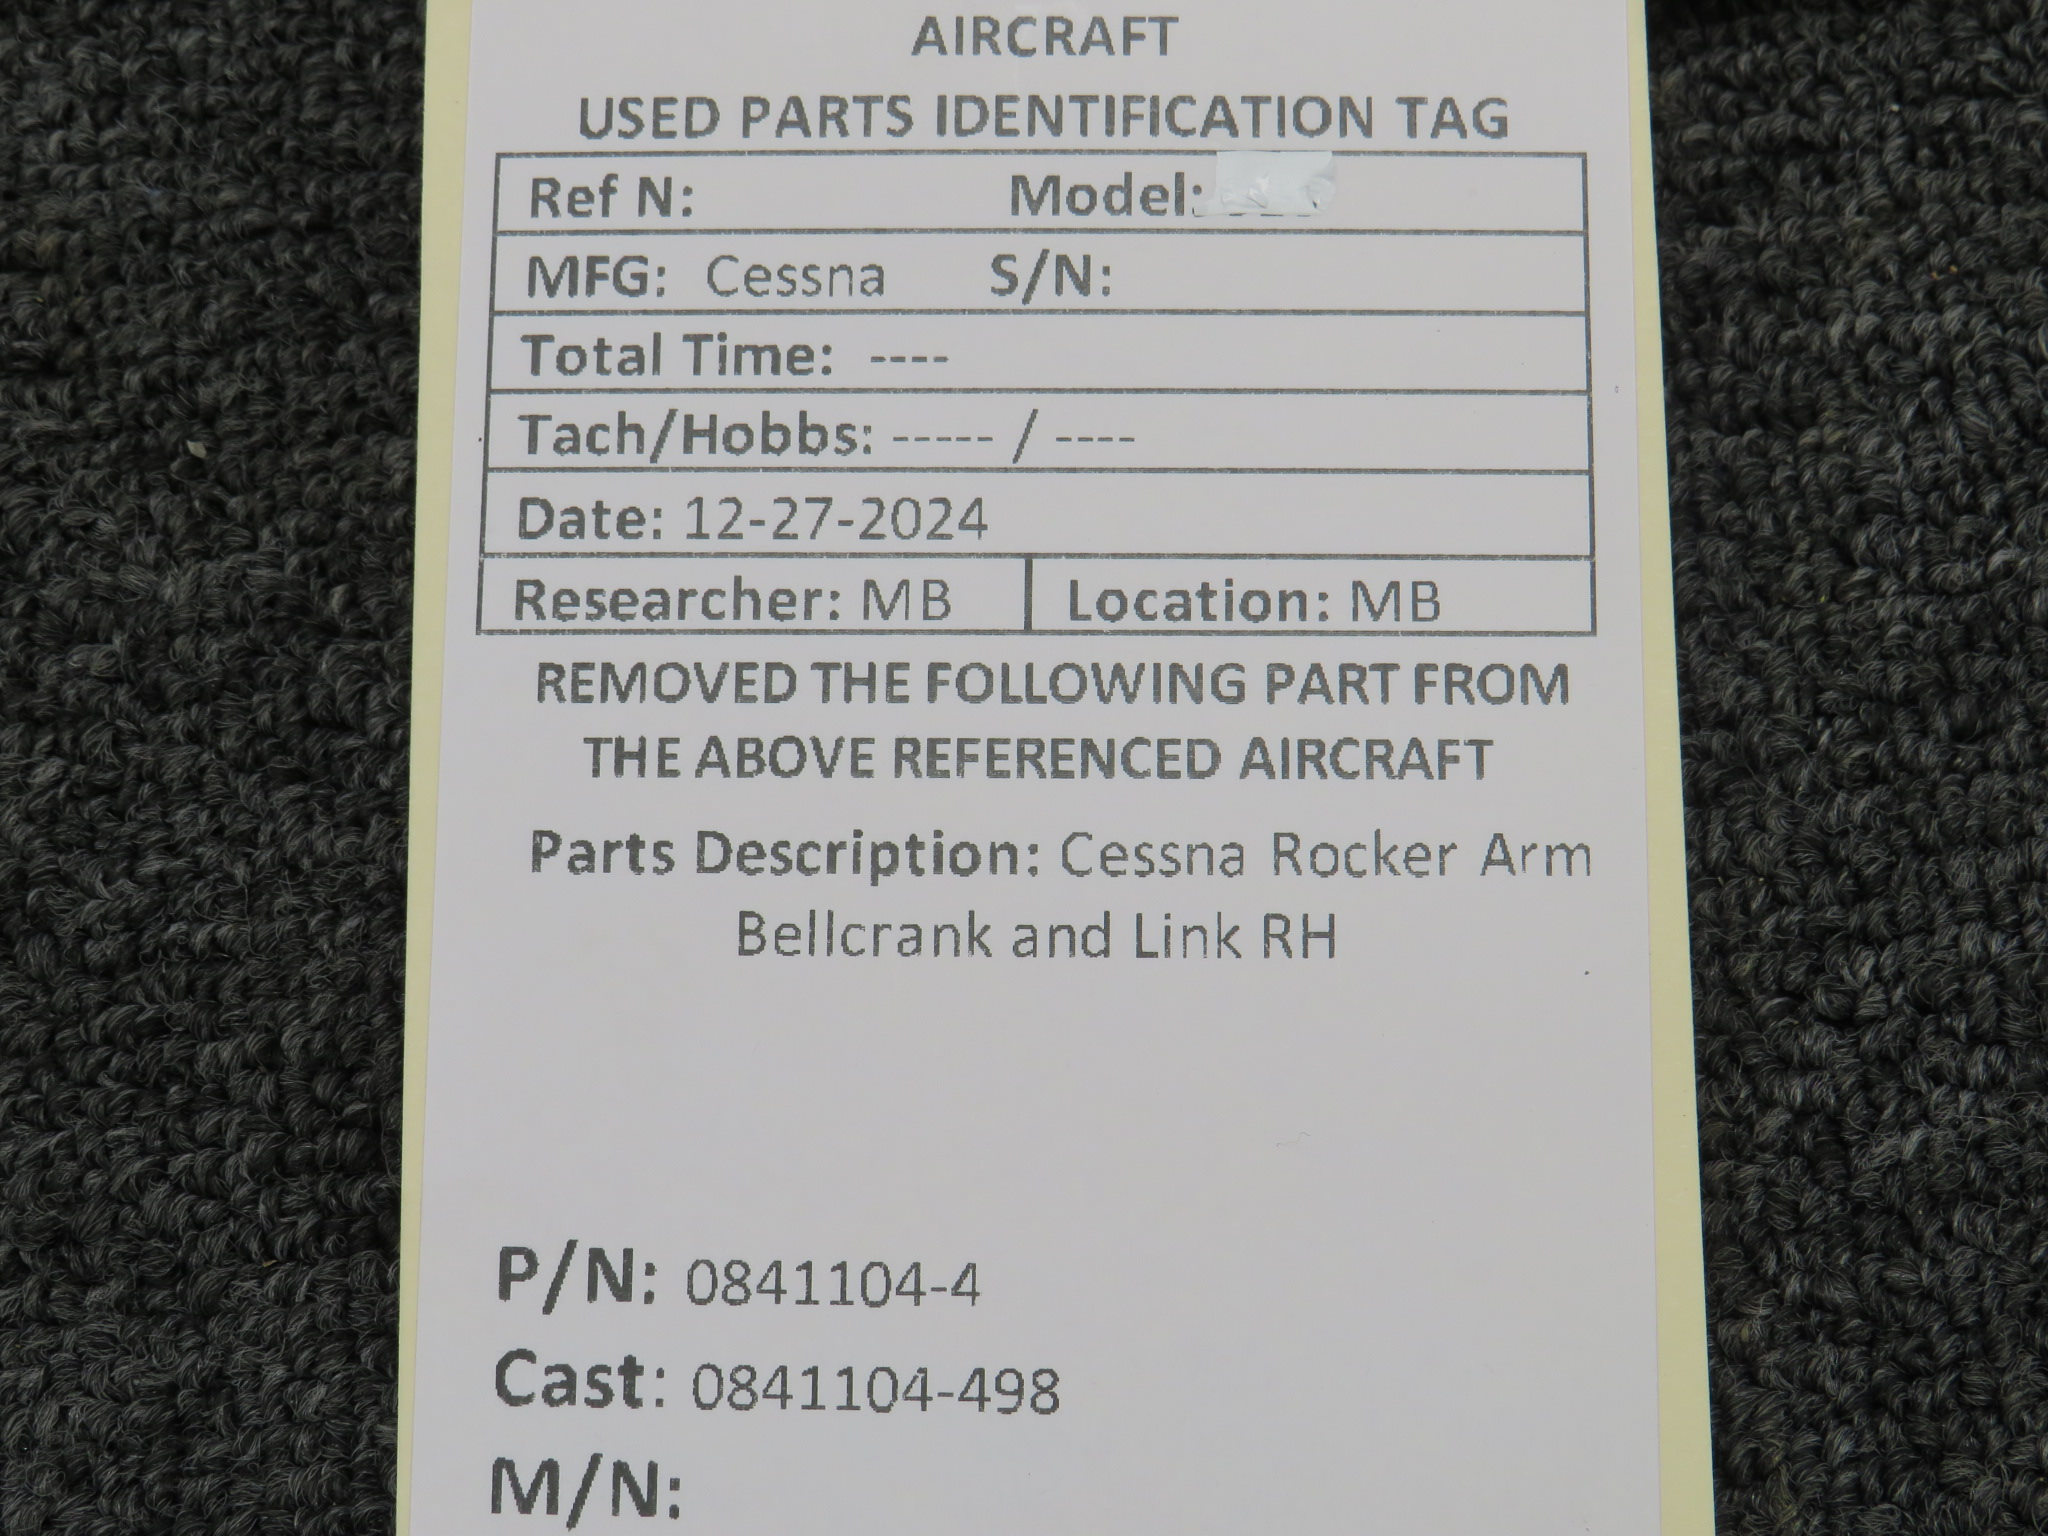 AIRCRAFT
USED PARTS IDENTIFICATION TAG
Ref N: Model:
MFG: Cessna S/N:
Total Time: ----
Tach/Hobbs: ----- / ----
Date: 12-27-2024
Researcher: MB Location: MB
REMOVED THE FOLLOWING PART FROM
THE ABOVE REFERENCED AIRCRAFT
Parts Description: Cessna Rocker Arm
Bellcrank and Link RH
P/N: 0841104-4
Cast: 0841104-498
M/N: